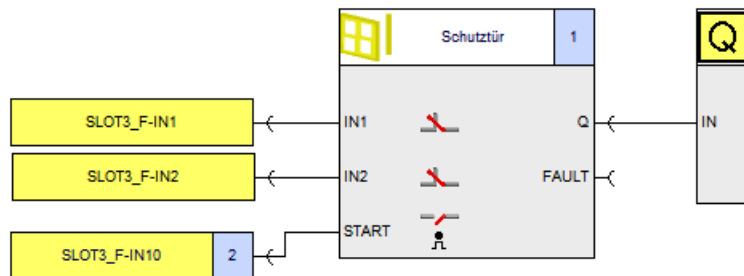 Schutztür 1
Q
SLOT3_F-IN1 IN1 Q IN
SLOT3_F-IN2 IN2 FAULT
START
SLOT3_F-IN10 2